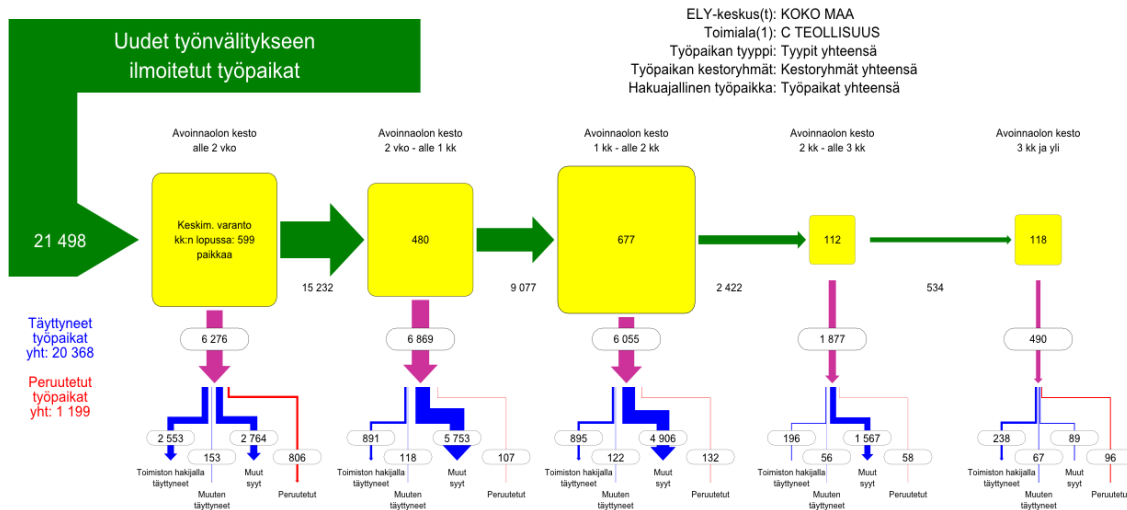 Uudet työnvälitykseen
ilmoitetut työpaikat
ELY-keskus(t): KOKO MAA
Toimiala(1): C TEOLLISUUS
Työpaikan tyyppi: Tyypit yhteensä
Työpaikan kestoryhmät: Kestoryhmät yhteensä
Hakuajallinen työpaikka: Työpaikat yhteensä
Avoinnaolon kesto
alle 2 vko
Avoinnaolon kesto
2 vko - alle 1 kk
Avoinnaolon kesto
1 kk - alle 2 kk
Avoinnaolon kesto
2 kk - alle 3 kk
Avoinnaolon kesto
3 kk ja yli
21 498
Keskim. varanto
kk:n lopussa: 599
paikkaa
480
677
112
118
15 232
9 077
2 422
534
Täyttyneet
työpaikat
yht: 20 368
Peruutetut
työpaikat
yht: 1 199
6 276
6 869
6 055
1 877
490
2 553
153
2 764
806
Toimiston hakijalla
täyttyneet
Muuten
täyttyneet
Muut
syyt
Peruutetut
891
118
5 753
107
Toimiston hakijalla
täyttyneet
Muuten
täyttyneet
Muut
syyt
Peruutetut
895
122
4 906
132
Toimiston hakijalla
täyttyneet
Muuten
täyttyneet
Muut
syyt
Peruutetut
196
56
1 567
58
Toimiston hakijalla
täyttyneet
Muuten
täyttyneet
Muut
syyt
Peruutetut
238
67
89
96
Toimiston hakijalla
täyttyneet
Muuten
täyttyneet
Muut
syyt
Peruutetut